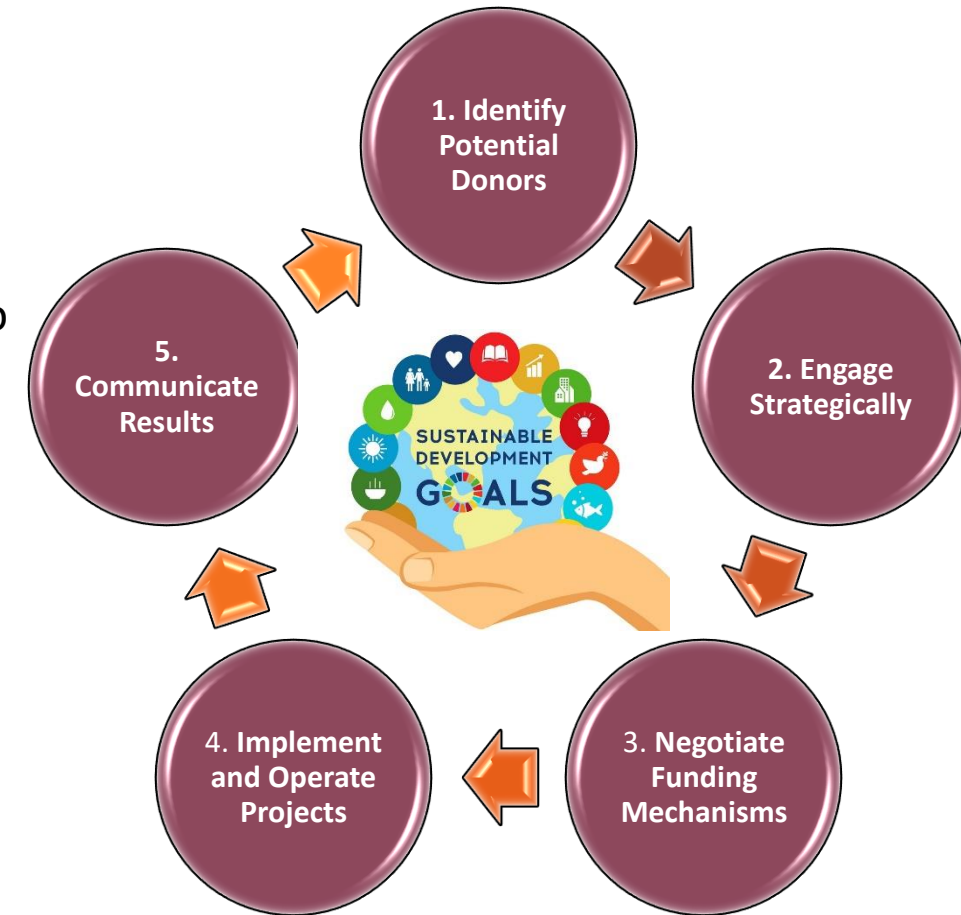 1. Identify
Potential
Donors
2. Engage
Strategically
3. Negotiate
Funding
Mechanisms
4. Implement
and Operate
Projects
5.
Communicate
Results
SUSTAINABLE
DEVELOPMENT
GOALS